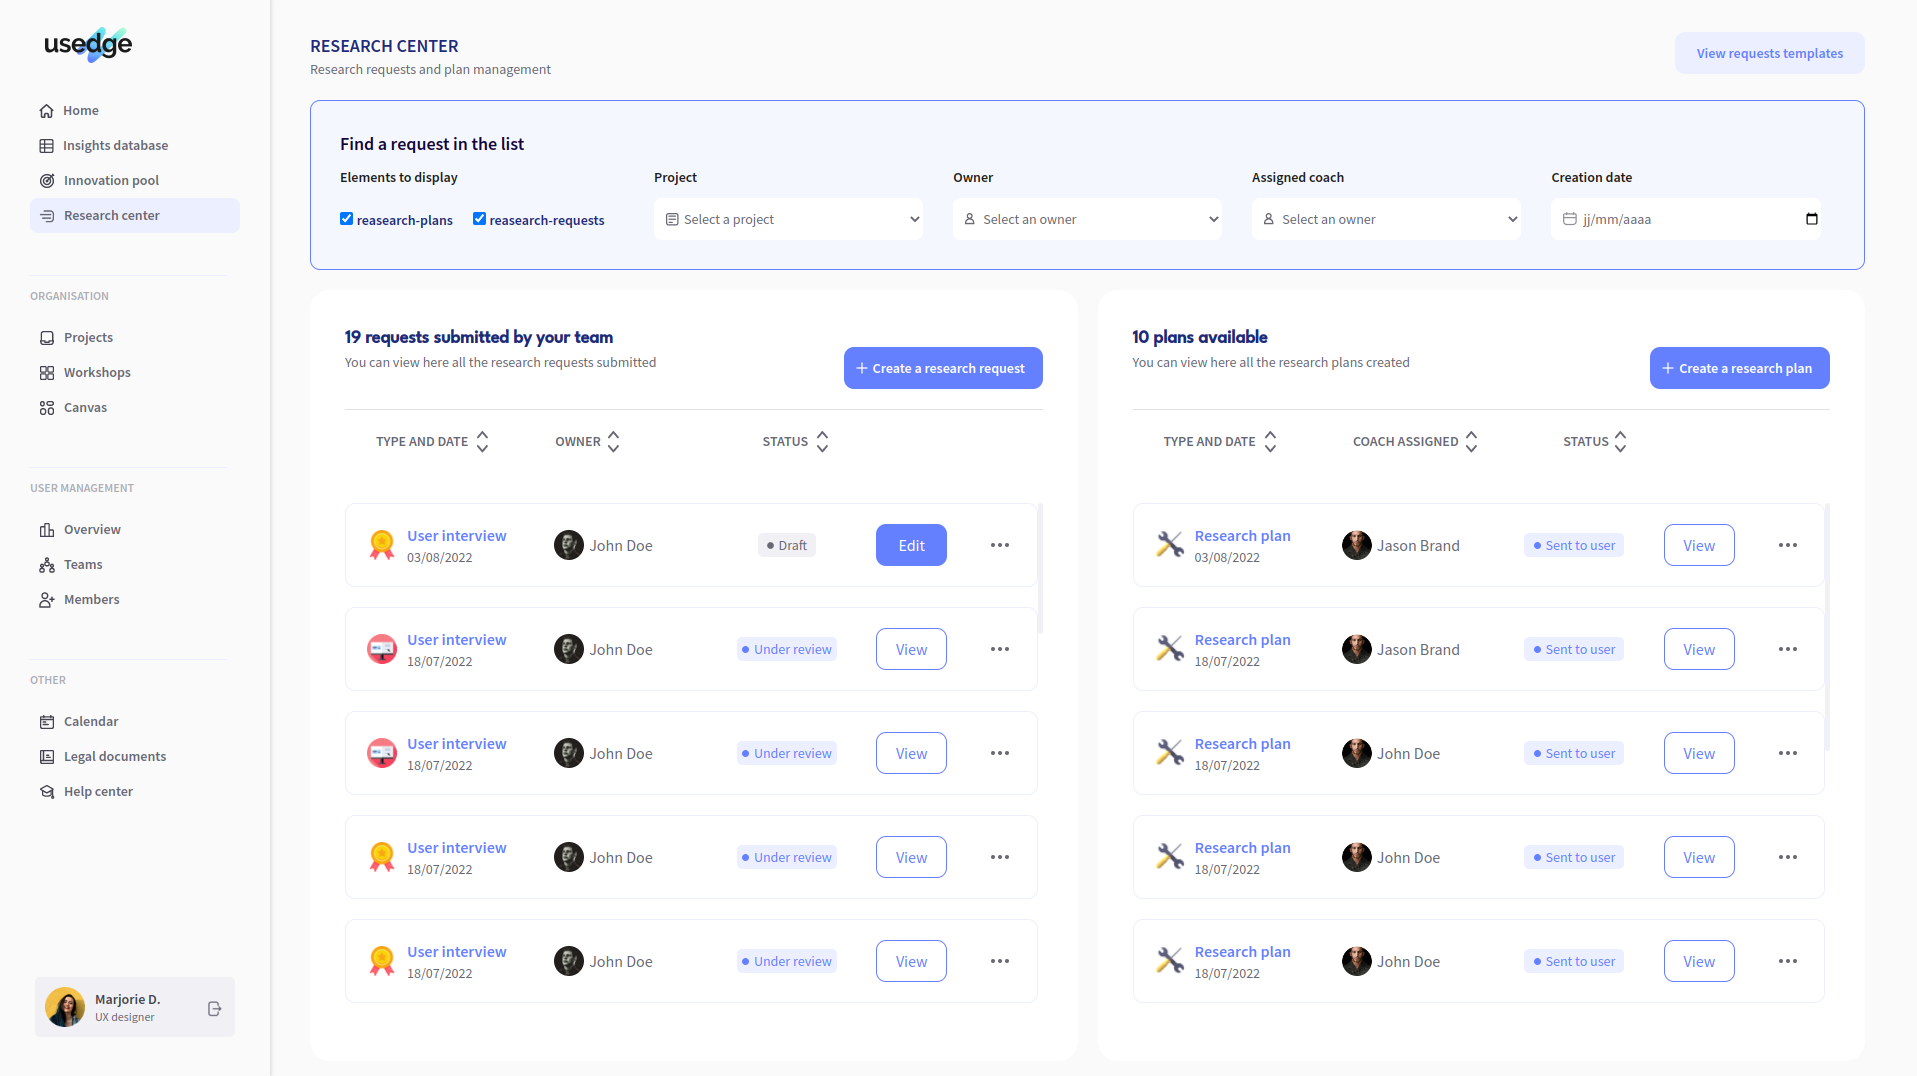 usedge
Home
Insights database
Innovation pool
Research center
ORGANISATION
Projects
Workshops
Canvas
USER MANAGEMENT
Overview
Teams
Members
OTHER
Calendar
Legal documents
Help center
Marjorie D.
UX designer
RESEARCH CENTER
Research requests and plan management
View requests templates
Find a request in the list
Elements to display
reasearch-plans reasearch-requests
Project
Select a project
Owner
Select an owner
Assigned coach
Select an owner
Creation date
jj/mm/aaaa
19 requests submitted by your team
You can view here all the research requests submitted
Create a research request
TYPE AND DATE OWNER STATUS
User interview
03/08/2022
John Doe
Draft
Edit
User interview
18/07/2022
John Doe
Under review
View
User interview
18/07/2022
John Doe
Under review
View
User interview
18/07/2022
John Doe
Under review
View
User interview
18/07/2022
John Doe
Under review
View
10 plans available
You can view here all the research plans created
Create a research plan
TYPE AND DATE COACH ASSIGNED STATUS
Research plan
03/08/2022
Jason Brand
Sent to user
View
Research plan
18/07/2022
Jason Brand
Sent to user
View
Research plan
18/07/2022
John Doe
Sent to user
View
Research plan
18/07/2022
John Doe
Sent to user
View
Research plan
18/07/2022
John Doe
Sent to user
View